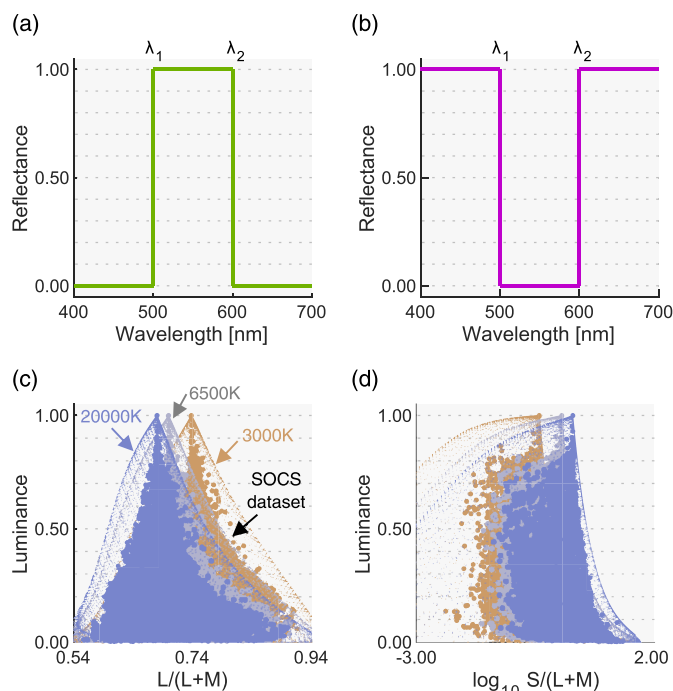 (a)
(b)
λ1
λ2
λ1
λ2
1.00
0.50
0.00
Reflectance
400
500
600
700
Wavelength [nm]
1.00
0.50
0.00
Reflectance
400
500
600
700
Wavelength [nm]
(c)
(d)
20000K
6500K
3000K
SOCS
dataset
1.00
0.50
0.00
Luminance
0.54
0.74
0.94
L/(L+M)
1.00
0.50
0.00
Luminance
-3.00
2.00
log10 S/(L+M)